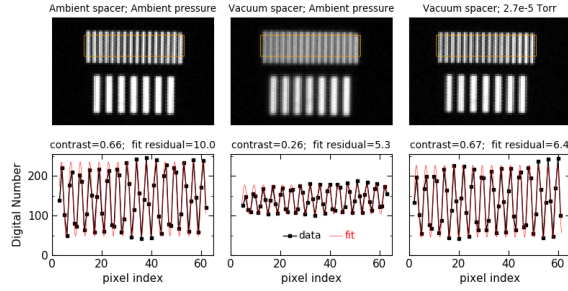 Ambient spacer; Ambient pressure
Vacuum spacer; Ambient pressure
Vacuum spacer; 2.7e-5 Torr
contrast=0.66; fit residual=10.0
contrast=0.26; fit residual=5.3
contrast=0.67; fit residual=6.4
Digital Number
200
150
100
50
data
fit
0 20 40 60
0 20 40 60
0 20 40 60
pixel index
pixel index
pixel index